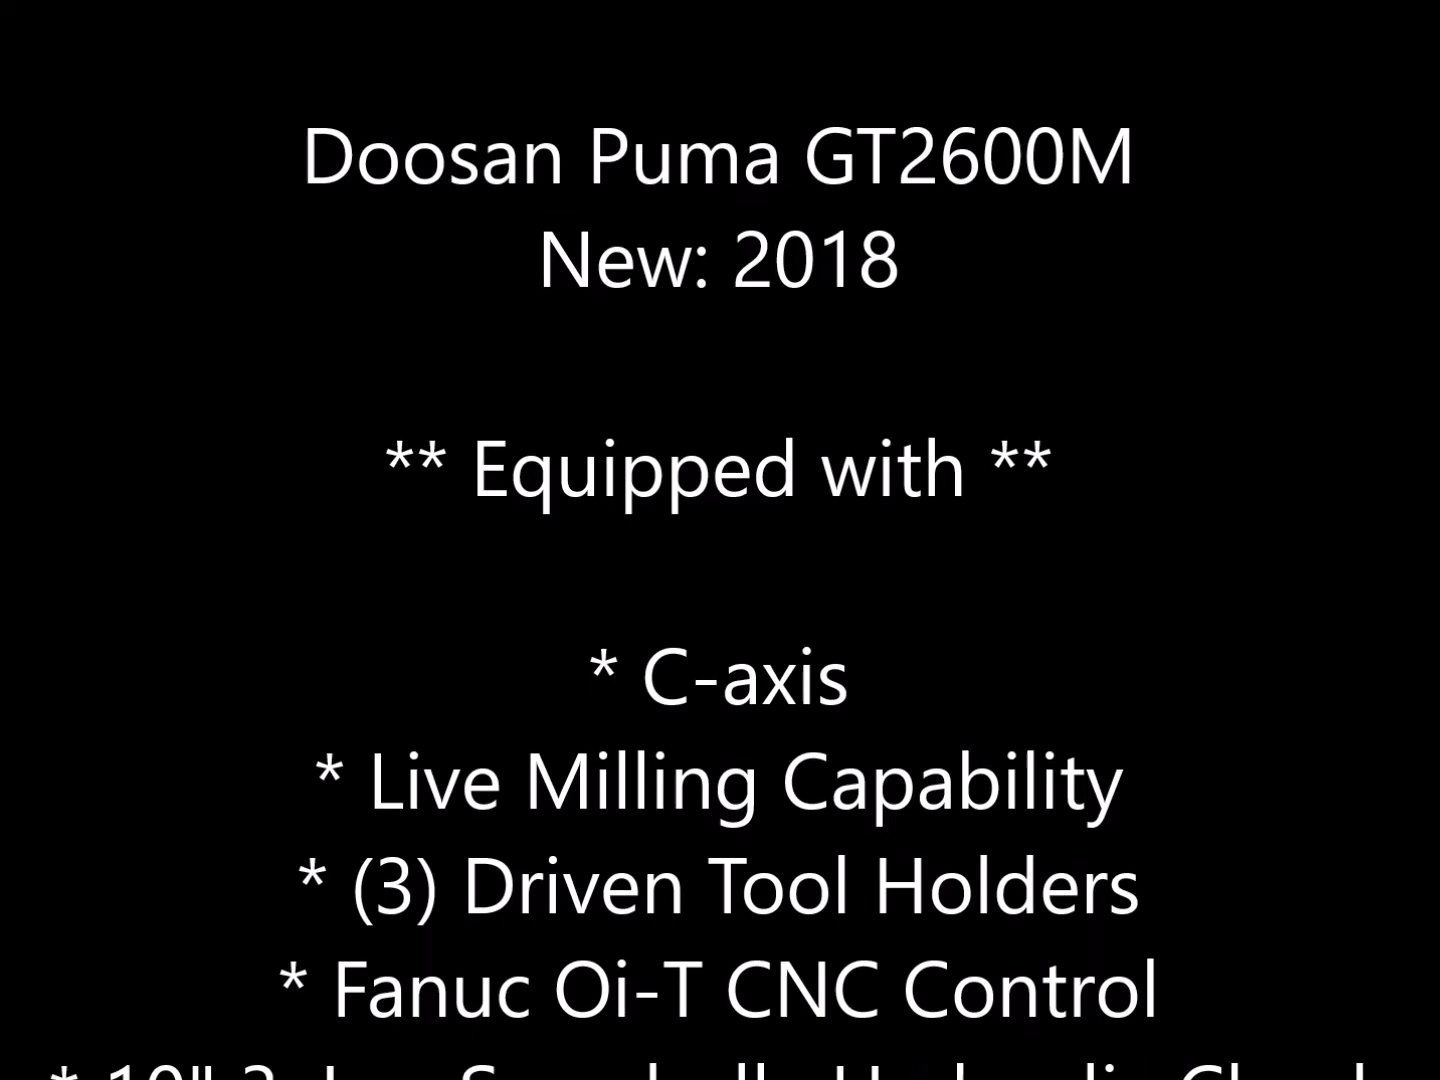 Doosan Puma GT2600M
New: 2018
** Equipped with **
* C-axis
* Live Milling Capability
* (3) Driven Tool Holders
* Fanuc Oi-T CNC Control